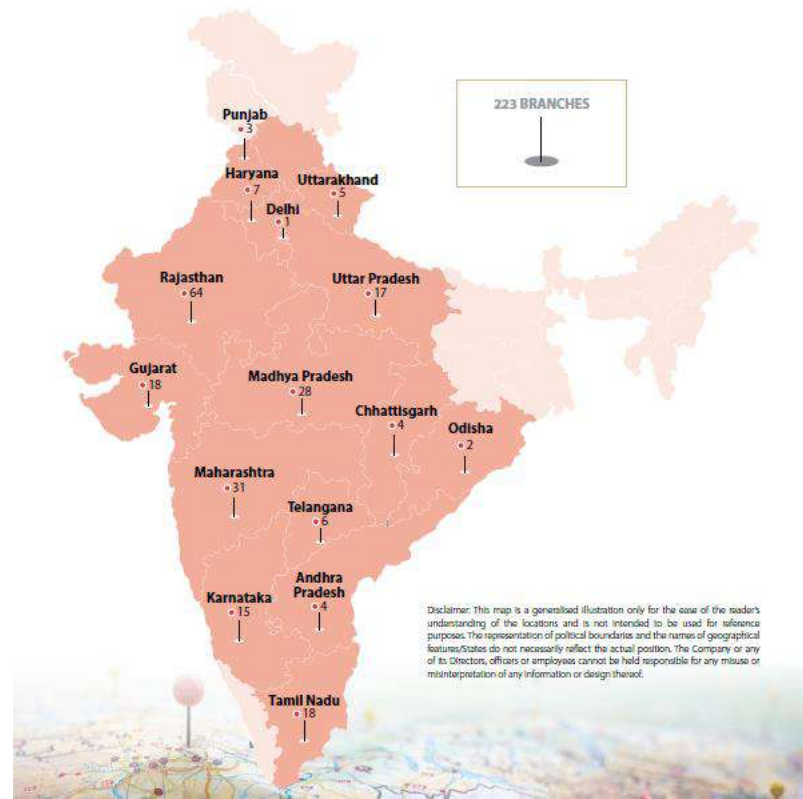 223 BRANCHES
Punjab
3
Haryana
7
Uttarakhand
5
Delhi
1
Rajasthan
64
Uttar Pradesh
17
Gujarat
18
Madhya Pradesh
28
Chhattisgarh
4
Odisha
2
Maharashtra
31
Telangana
6
Andhra
Pradesh
4
Karnataka
15
Tamil Nadu
18
Disclaimer: This map is a generalised illustration only for the ease of the reader's
understanding of the locations and is not intended to be used for reference
purposes. The representation of political boundaries and the names of geographical
features/States do not necessarily reflect the actual position. The Company or any
of its Directors, officers or employees cannot be held responsible for any misuse or
misinterpretation of any information or design thereof.